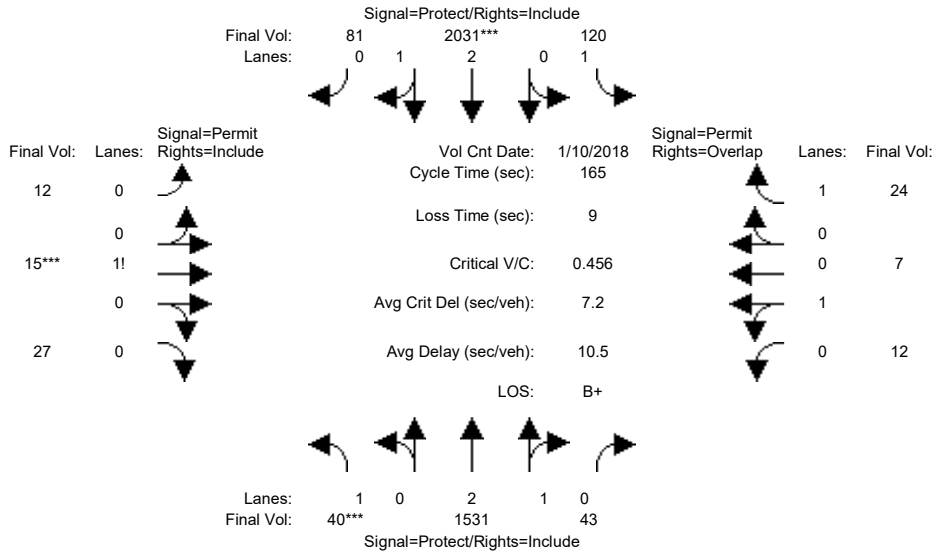 Signal=Protect/Rights=Include
Final Vol: 81 2031*** 120
Lanes: 0 1 2 0 1
Signal=Permit
Final Vol: Lanes: Rights=Include
Vol Cnt Date: 1/10/2018
Signal=Permit
Rights=Overlap Lanes: Final Vol:
Cycle Time (sec): 165
12 0
1 24
Loss Time (sec): 9
0
0
15*** 1!
Critical V/C: 0.456
0 7
0
Avg Crit Del (sec/veh): 7.2
1
27 0
Avg Delay (sec/veh): 10.5
0 12
LOS: B+
Lanes: 1 0 2 1 0
Final Vol: 40*** 1531 43
Signal=Protect/Rights=Include